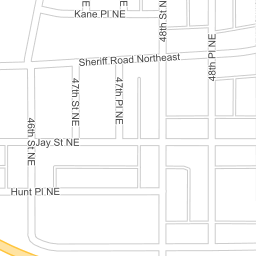 NE
NE
Kane Pl NE
48th St N
48th Pl NE
Sheriff Road Northeast
47th St NE
47th Pl NE
46th St NE
Jay St NE
Hunt Pl NE